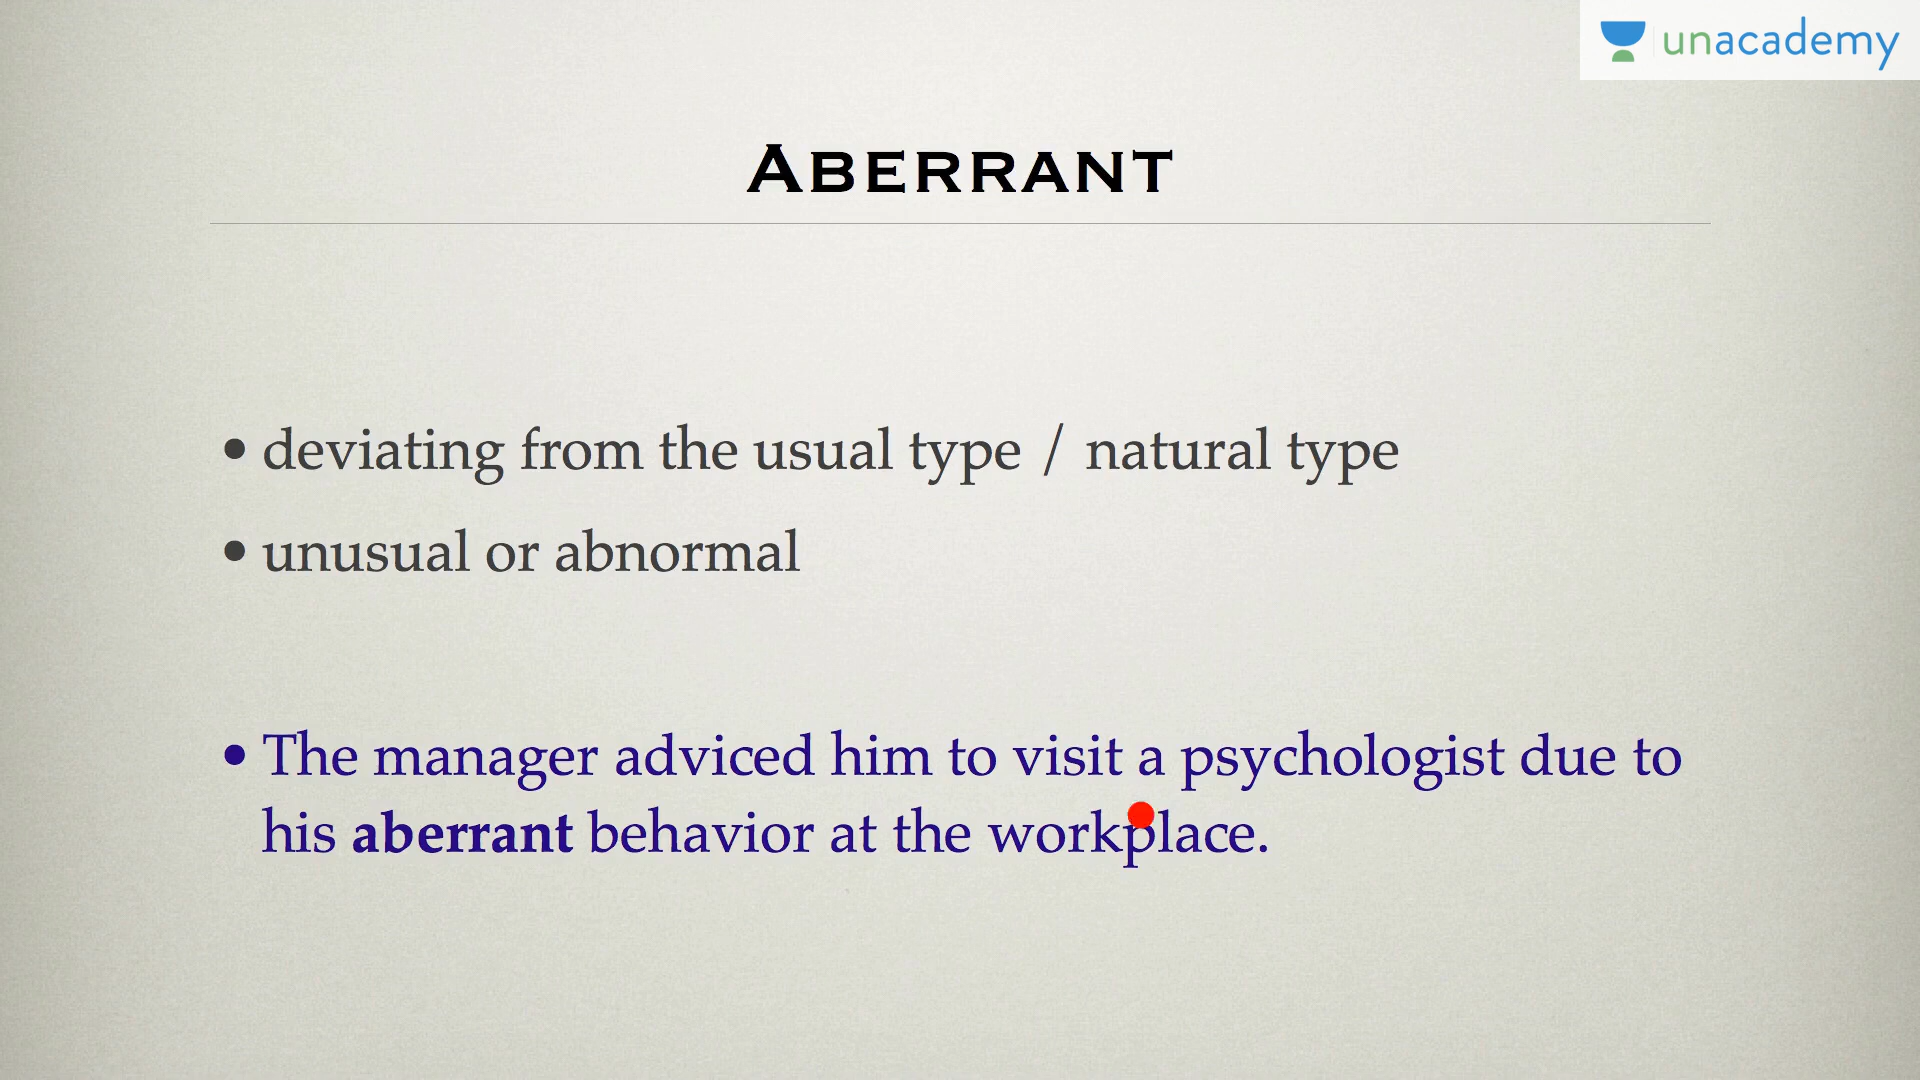 unacademy
ABERRANT
• deviating from the usual type / natural type
• unusual or abnormal
• The manager adviced him to visit a psychologist due to
his aberrant behavior at the workplace.